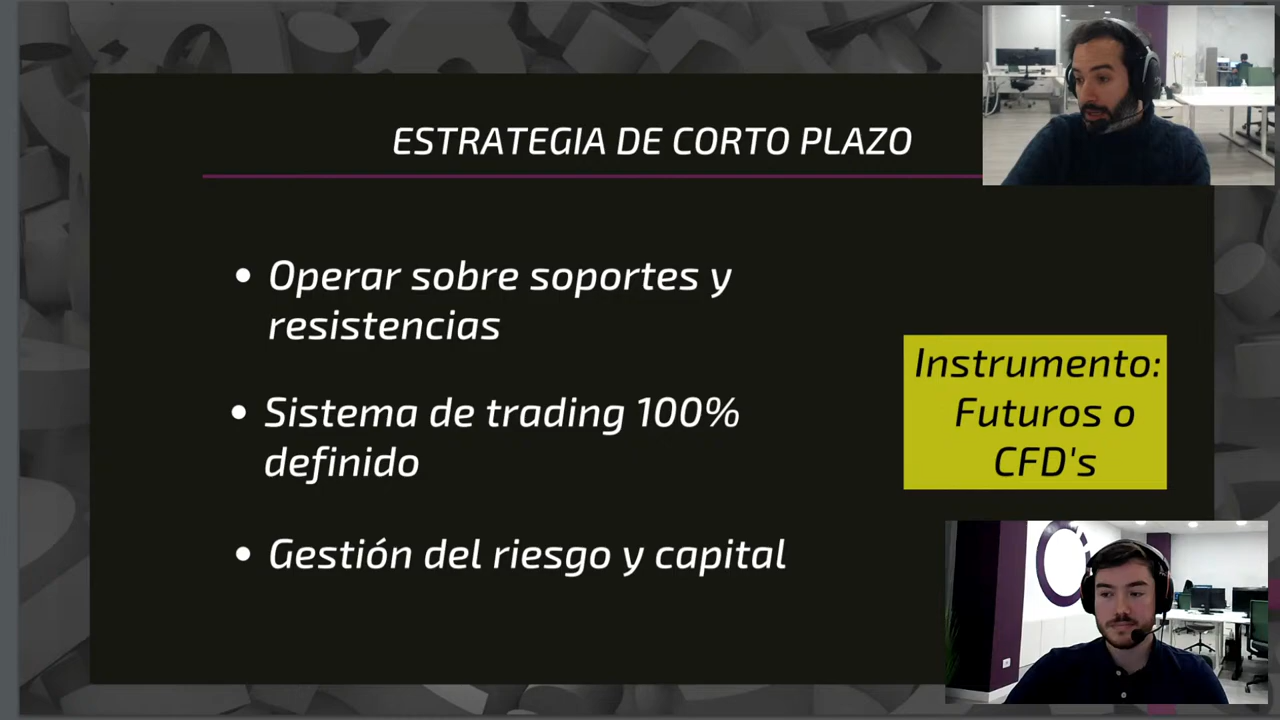 ESTRATEGIA DE CORTO PLAZO
Operar sobre soportes y
resistencias
Sistema de trading 100%
definido
Gestión del riesgo y capital
Instrumento:
Futuros o
CFD's